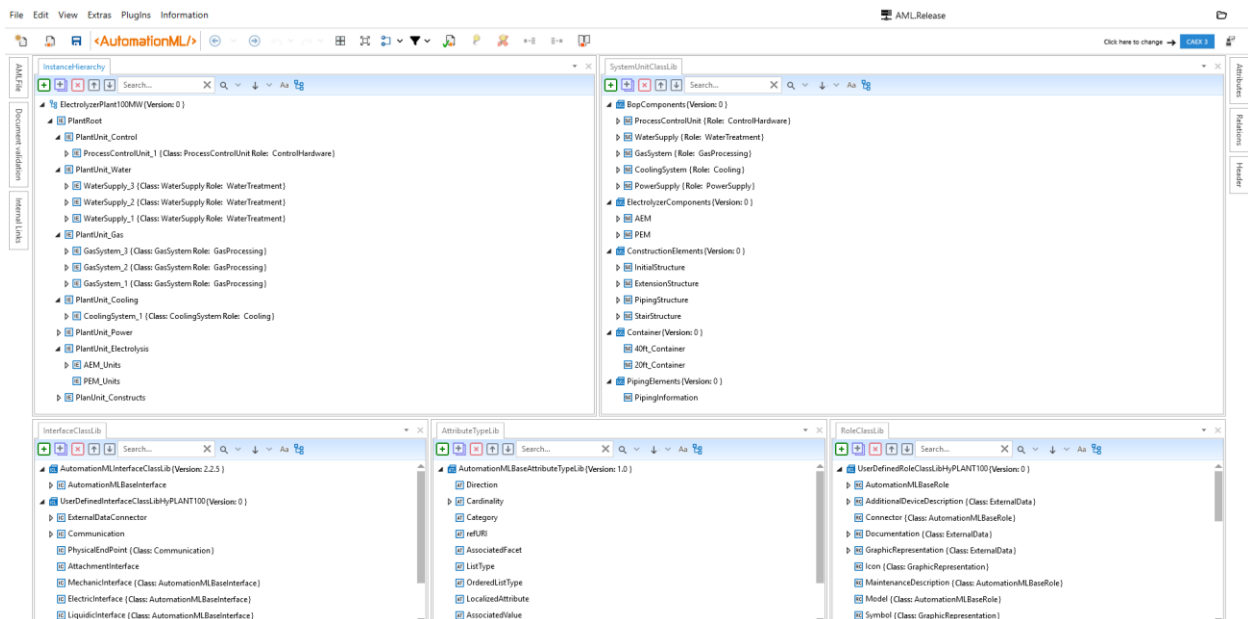 File Edit View Extras PlugIns Information
AML.Release
<AutomationML/>
Click here to change → CAEX 3
AMLFile
Document validation
Internal Links
InstanceHierarchy
Search...
Aa
ElectrolyzerPlant100MW{Version: 0 }
PlantRoot
PlantUnit_Control
ProcessControlUnit_1 {Class: ProcessControlUnit Role: ControlHardware}
PlantUnit_Water
WaterSupply_3 {Class: WaterSupply Role: WaterTreatment}
WaterSupply_2 {Class: WaterSupply Role: WaterTreatment}
WaterSupply_1 {Class: WaterSupply Role: WaterTreatment}
PlantUnit_Gas
GasSystem_3 {Class: GasSystem Role: GasProcessing}
GasSystem_2 {Class: GasSystem Role: GasProcessing}
GasSystem_1 {Class: GasSystem Role: GasProcessing}
PlantUnit_Cooling
CoolingSystem_1 {Class: CoolingSystem Role: Cooling}
PlantUnit_Power
PlantUnit_Electrolysis
AEM_Units
PEM_Units
PlanUnit_Constructs
SystemUnitClassLib
Search...
Aa
BopComponents{Version: 0 }
ProcessControlUnit {Role: ControlHardware}
WaterSupply {Role: WaterTreatment}
GasSystem {Role: GasProcessing}
CoolingSystem {Role: Cooling}
PowerSupply {Role: PowerSupply}
ElectrolyzerComponents{Version: 0 }
AEM
PEM
ConstructionElements{Version: 0 }
InitialStructure
ExtensionStructure
PipingStructure
StairStructure
Container{Version: 0 }
40ft_Container
20ft_Container
PipingElements{Version: 0 }
PipingInformation
Attributes
Relations
Header
InterfaceClassLib
Search...
Aa
AutomationMLInterfaceClassLib{Version: 2.2.5 }
AutomationMLBaseInterface
UserDefinedInterfaceClassLibHyPLANT100{Version: 0 }
ExternalDataConnector
Communication
PhysicalEndPoint {Class: Communication}
AttachmentInterface
MechanicInterface {Class: AutomationMLBaseInterface}
ElectricInterface {Class: AutomationMLBaseInterface}
LiquidicInterface {Class: AutomationMLBaseInterface}
AttributeTypeLib
Search...
Aa
AutomationMLBaseAttributeTypeLib{Version: 1.0 }
Direction
Cardinality
Category
refURI
AssociatedFacet
ListType
OrderedListType
LocalizedAttribute
AssociatedValue
RoleClassLib
Search...
Aa
UserDefinedRoleClassLibHyPLANT100{Version: 0 }
AutomationMLBaseRole
AdditionalDeviceDescription {Class: ExternalData}
Connector {Class: AutomationMLBaseRole}
Documentation {Class: ExternalData}
GraphicRepresentation {Class: ExternalData}
Icon {Class: GraphicRepresentation}
MaintenanceDescription {Class: AutomationMLBaseRole}
Model {Class: AutomationMLBaseRole}
Symbol {Class: GraphicRepresentation}